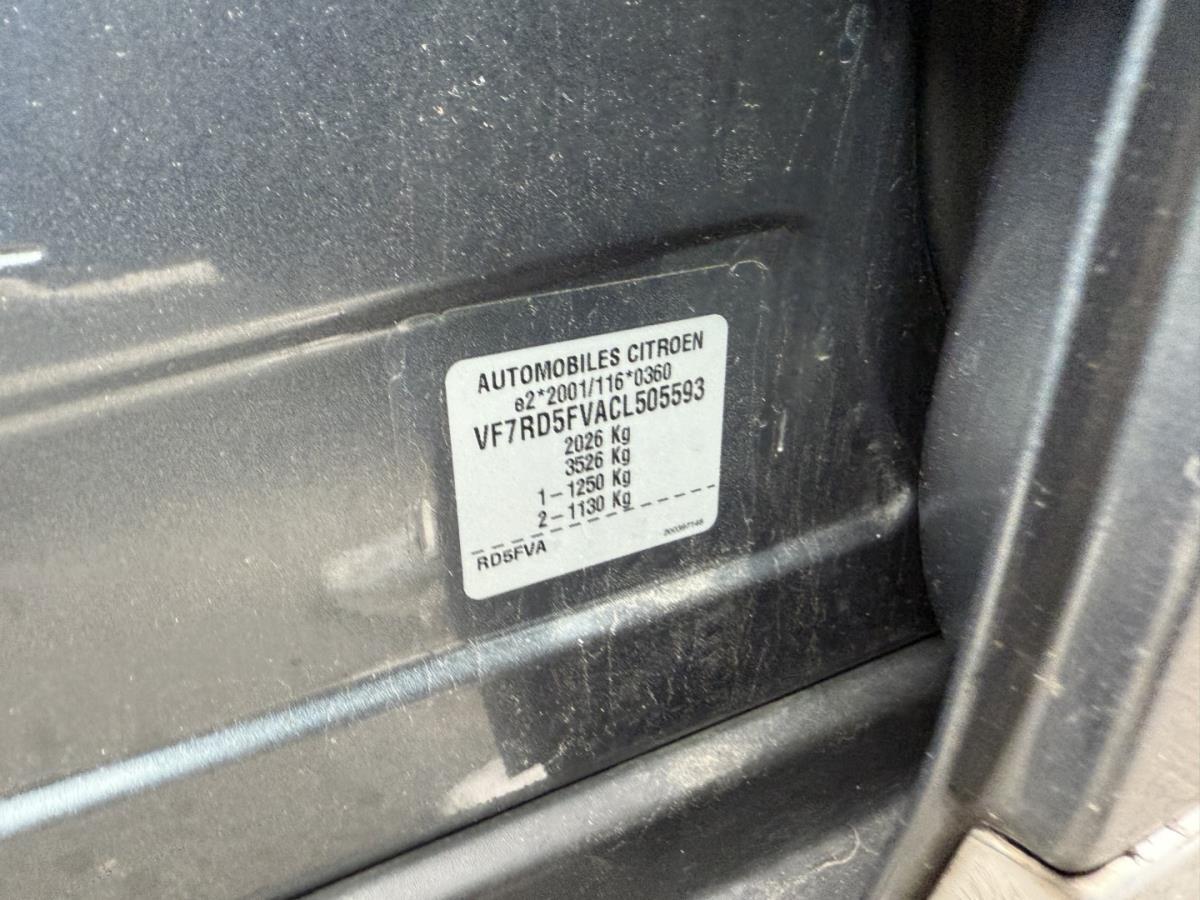 AUTOMOBILES CITROEN
e2*2001/116*0360
VF7RD5FVACL505593
2026 Kg
3526 Kg
1-1250 Kg
2-1130 Kg
RD5FVA